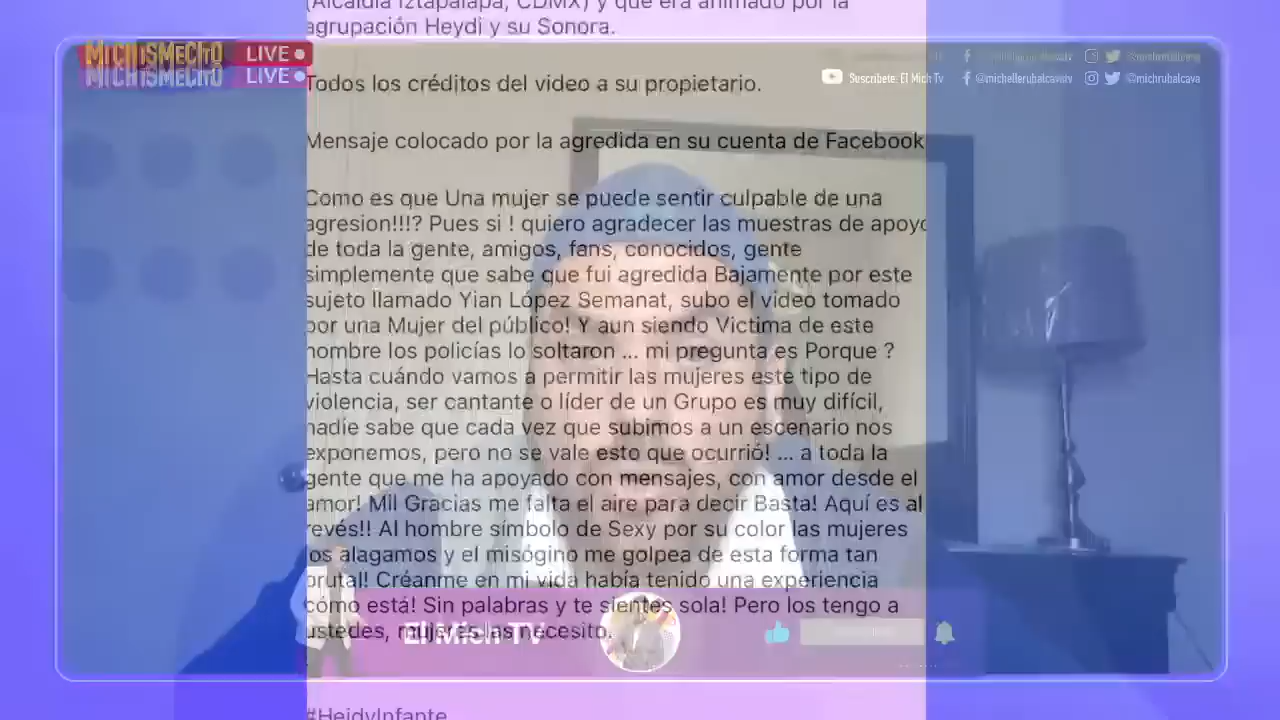 (Alcaldía Iztapalapa, CDMX) y que era animado por la
agrupación Heydi y su Sonora.
MICHISMECHITO LIVE
MICHISMECHITO LIVE
Suscribete: El Mich Tv @michellerubalcavatv @michrubalcava
Todos los créditos del video a su propietario.
Mensaje colocado por la agredida en su cuenta de Facebook
Como es que Una mujer se puede sentir culpable de una
agresion!!!? Pues si ! quiero agradecer las muestras de apoyo
de toda la gente, amigos, fans, conocidos, gente
simplemente que sabe que fui agredida Bajamente por este
sujeto llamado Yian López Semanat, subo el video tomado
por una Mujer del público! Y aun siendo Victima de este
hombre los policías lo soltaron ... mi pregunta es Porque ?
Hasta cuándo vamos a permitir las mujeres este tipo de
violencia, ser cantante o líder de un Grupo es muy difícil,
nadie sabe que cada vez que subimos a un escenario nos
exponemos, pero no se vale esto que ocurrió! ... a toda la
gente que me ha apoyado con mensajes, con amor desde el
amor! Mil Gracias me falta el aire para decir Basta! Aquí es al
revés!! Al hombre símbolo de Sexy por su color las mujeres
los alagamos y el misógino me golpea de esta forma tan
brutal! Créanme en mi vida había tenido una experiencia
cómo está! Sin palabras y te sientes sola! Pero los tengo a
ustedes, mujeres las necesito.
El Mich TV
#HeidyInfante